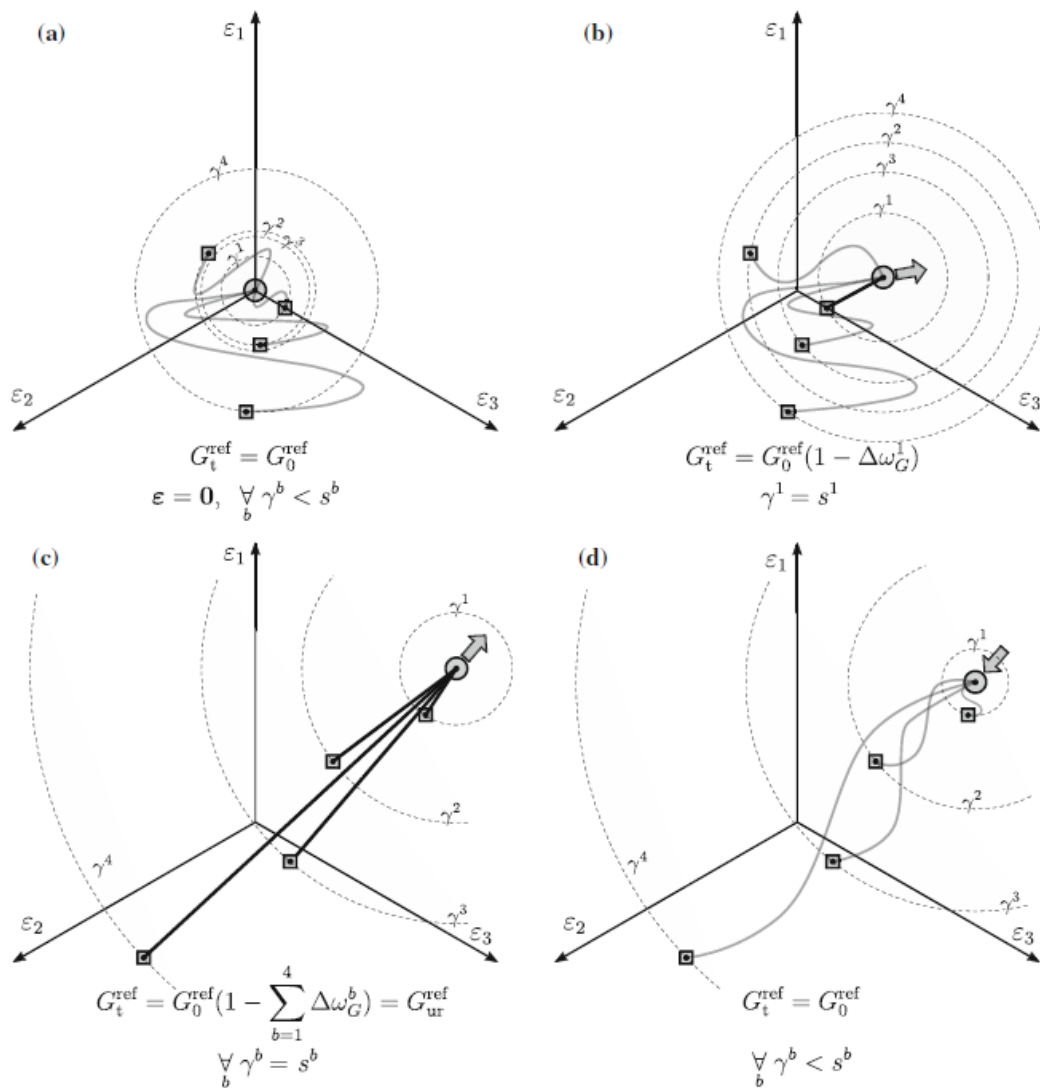 (a)
ε₁
γ⁴
γ²
γ³
γ¹
ε₂
ε₃
G_t^ref = G_0^ref
ε = 0, ∀_b γ^b < s^b
(b)
ε₁
γ⁴
γ²
γ³
γ¹
ε₂
ε₃
G_t^ref = G_0^ref(1 − Δω_G^1)
γ¹ = s¹
(c)
ε₁
γ¹
γ²
γ⁴
γ³
ε₂
ε₃
G_t^ref = G_0^ref(1 − ∑_{b=1}^4 Δω_G^b) = G_ur^ref
∀_b γ^b = s^b
(d)
ε₁
γ¹
γ²
γ⁴
γ³
ε₂
ε₃
G_t^ref = G_0^ref
∀_b γ^b < s^b